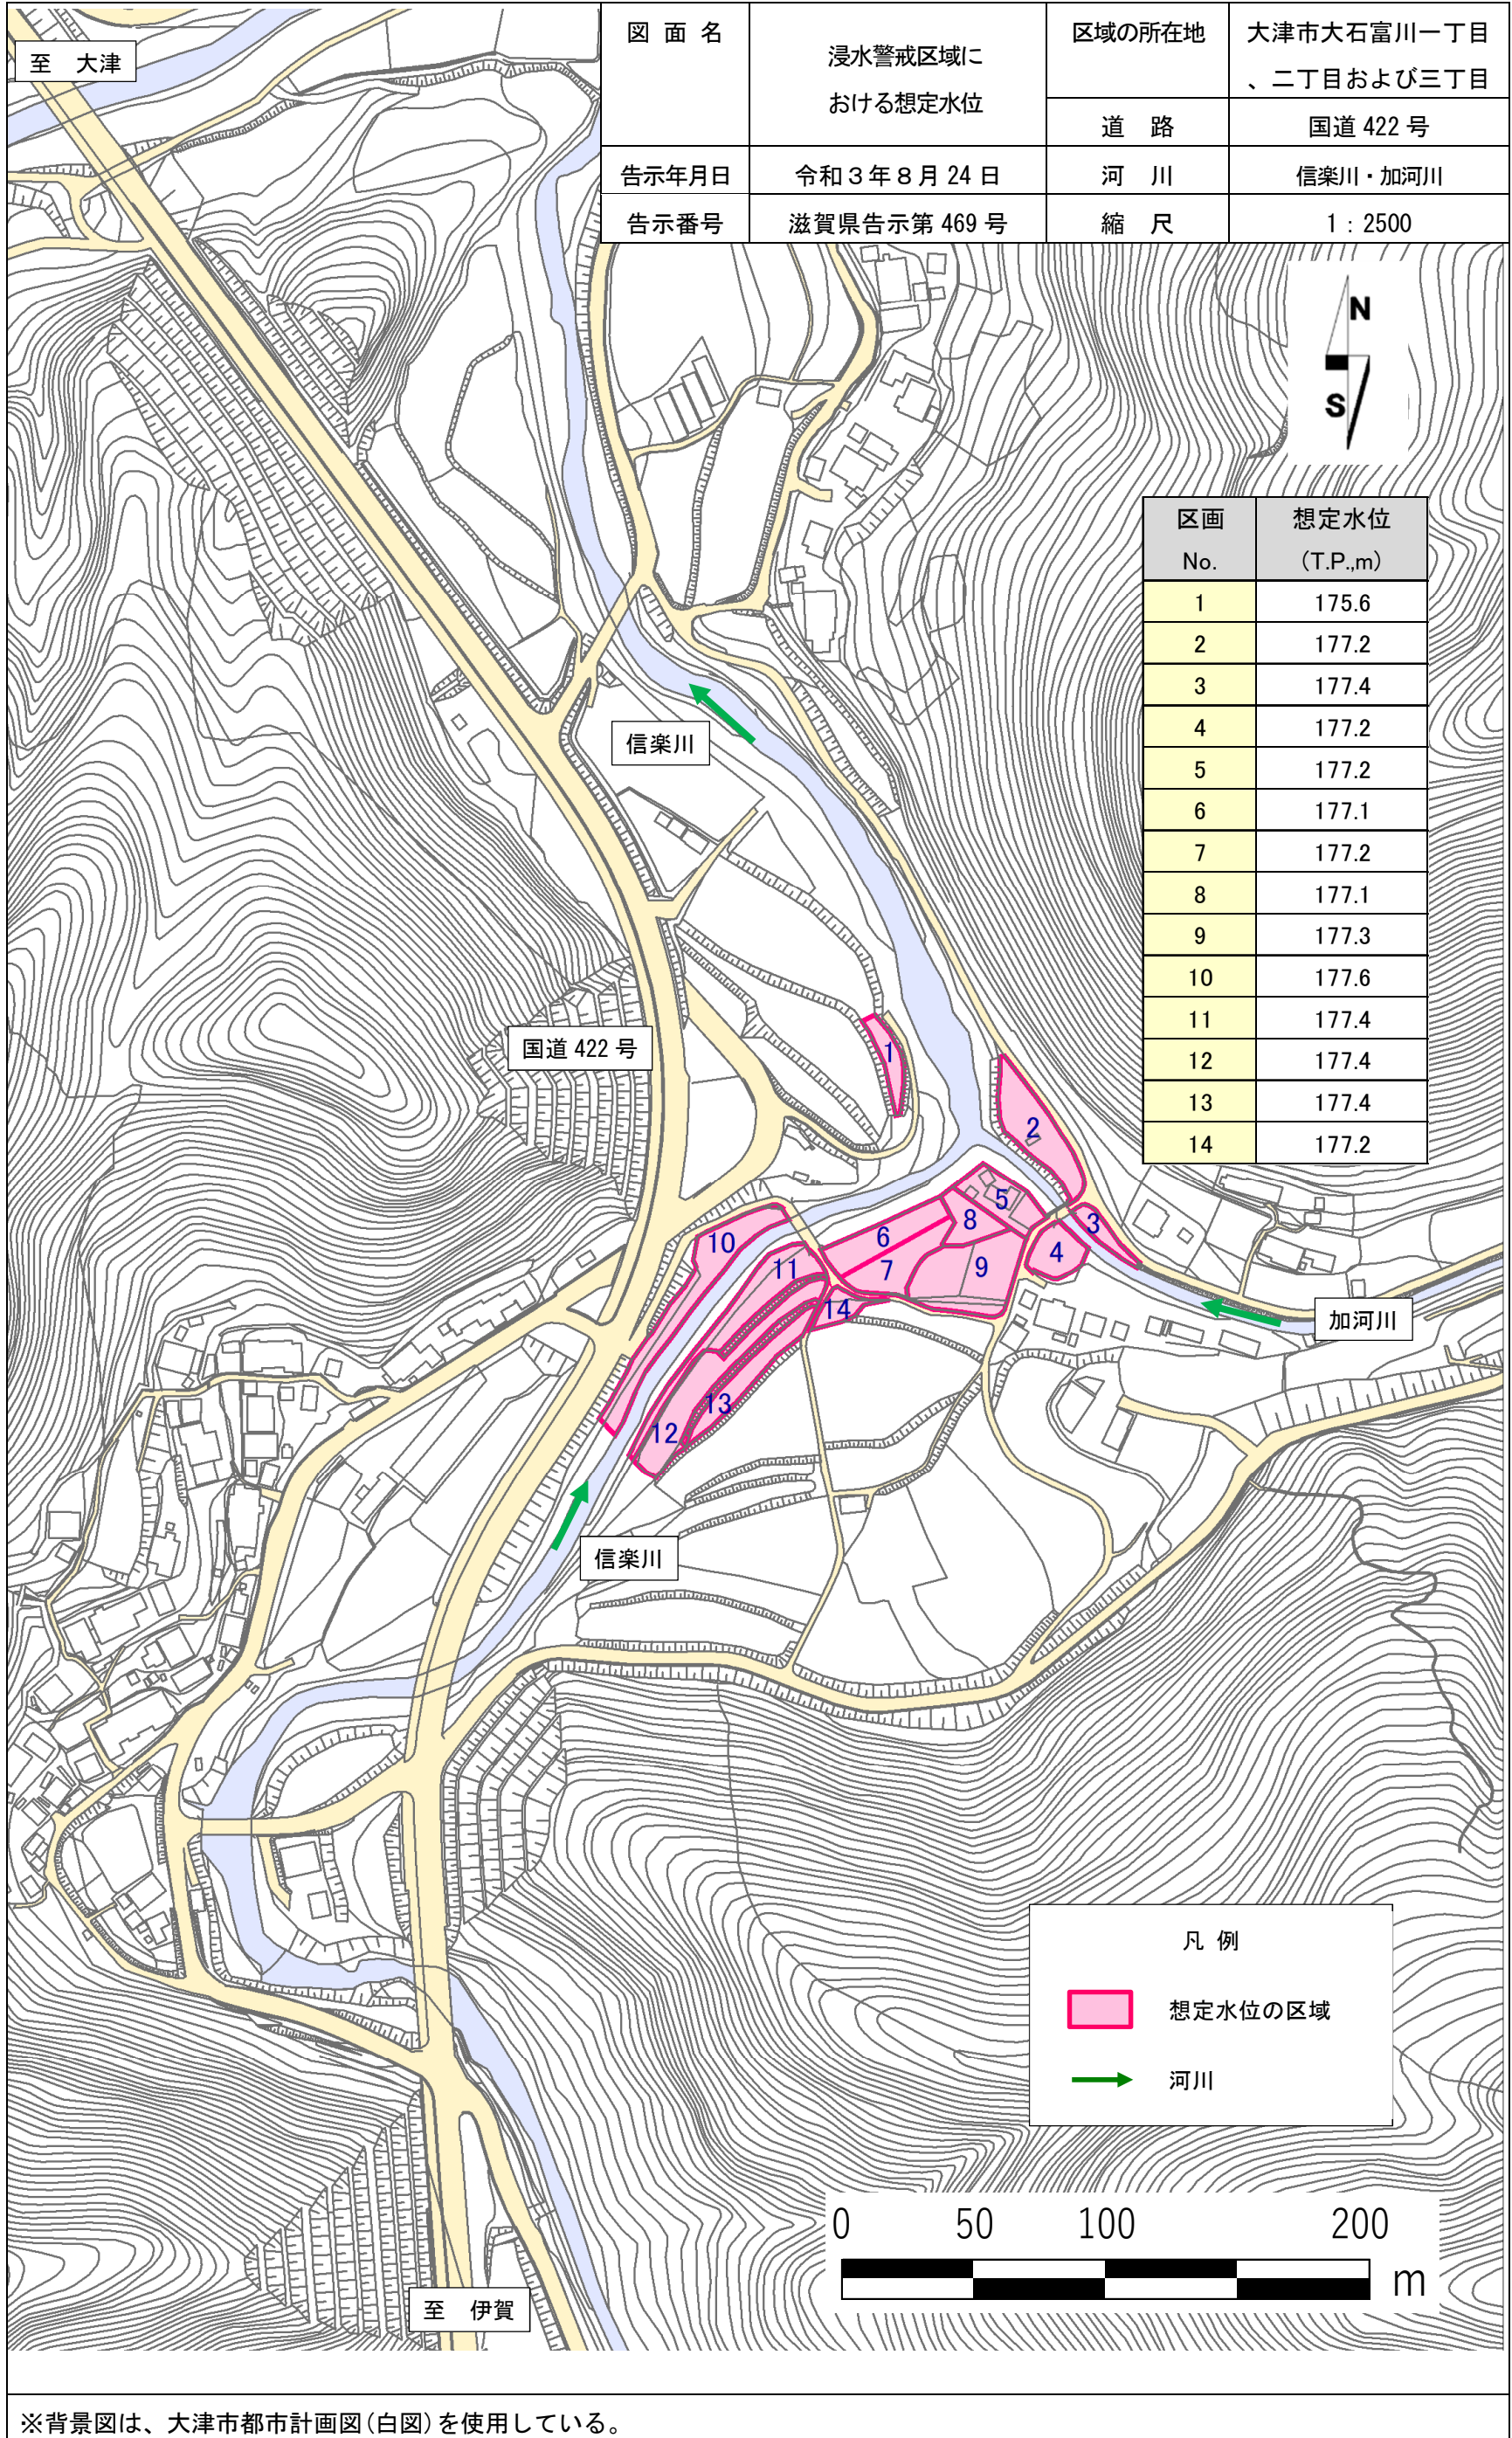 図面名
浸水警戒区域に
おける想定水位
区域の所在地
大津市大石富川一丁目
、二丁目および三丁目
道路
国道422号
告示年月日
令和3年8月24日
河川
信楽川・加河川
告示番号
滋賀県告示第469号
縮尺
1：2500
至 大津
N
S
区画 想定水位
No. (T.P.,m)
1 175.6
2 177.2
3 177.4
4 177.2
5 177.2
6 177.1
7 177.2
8 177.1
9 177.3
10 177.6
11 177.4
12 177.4
13 177.4
14 177.2
信楽川
国道422号
1
2
3
4
5
6
7
8
9
10
11
12
13
14
加河川
信楽川
至 伊賀
凡例
想定水位の区域
河川
0 50 100 200
m
※背景図は、大津市都市計画図(白図)を使用している。